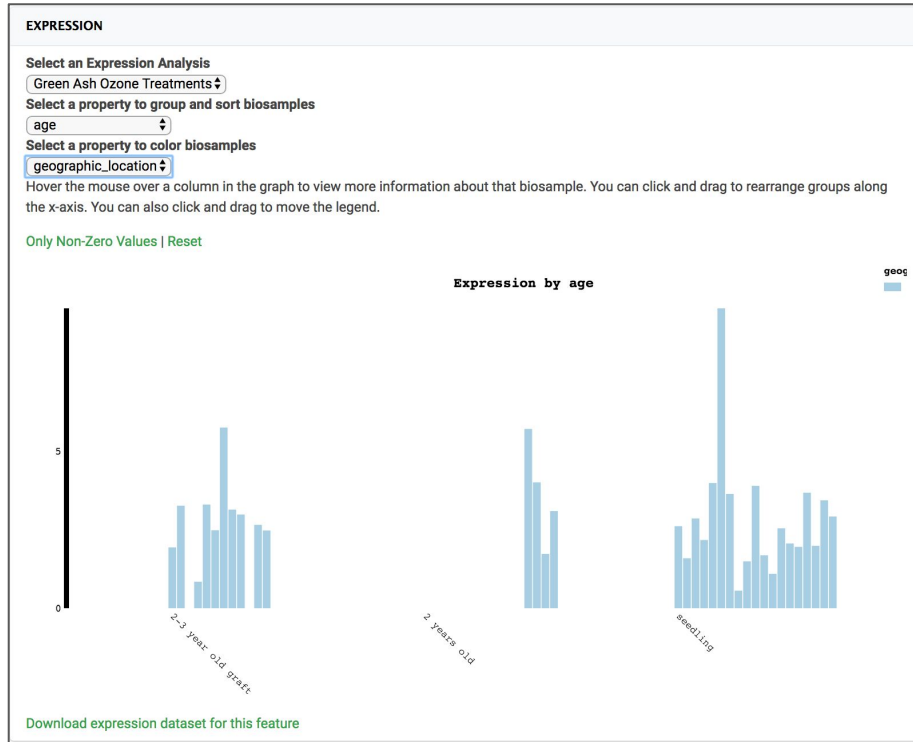 EXPRESSION
Select an Expression Analysis
Green Ash Ozone Treatments
Select a property to group and sort biosamples
age
Select a property to color biosamples
geographic_location
Hover the mouse over a column in the graph to view more information about that biosample. You can click and drag to rearrange groups along
the x-axis. You can also click and drag to move the legend.
Only Non-Zero Values | Reset
Expression by age
geog
5
0
2-3 year old graft
2 years old
seedling
Download expression dataset for this feature